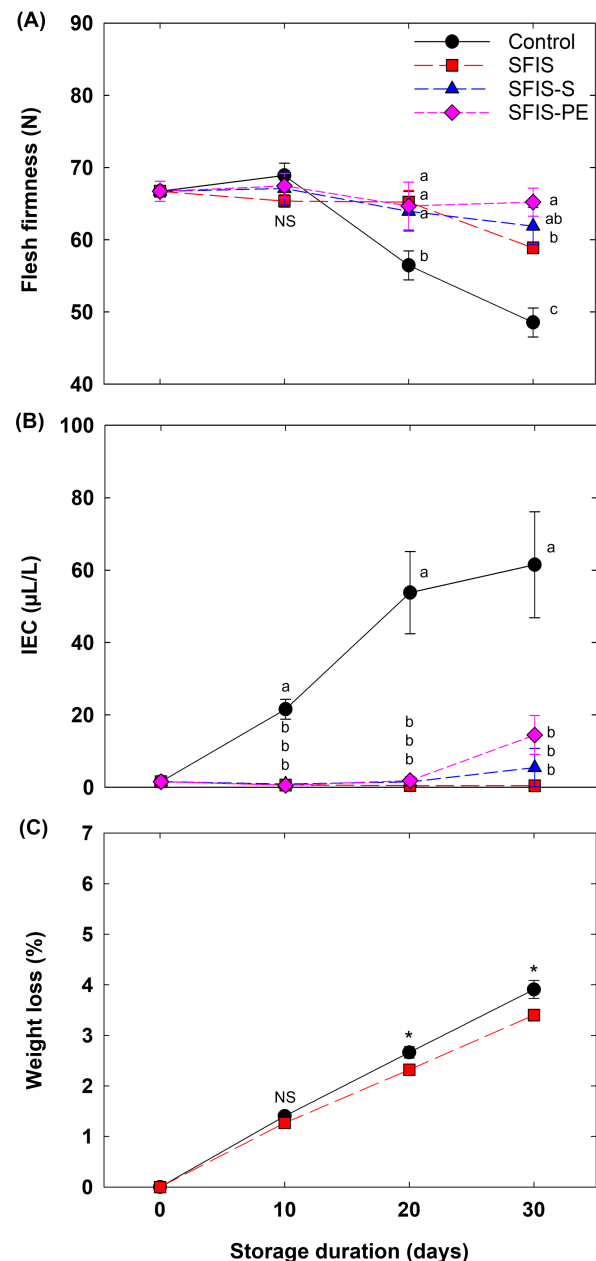 (A)
90
80
70
60
50
40
Flesh firmness (N)
Control
SFIS
SFIS-S
SFIS-PE
NS
a
a
a
b
a
ab
b
c
(B)
100
80
60
40
20
0
IEC (µL/L)
a
b
b
b
a
b
b
b
a
b
b
b
(C)
7
6
5
4
3
2
1
0
Weight loss (%)
NS
*
*
0 10 20 30
Storage duration (days)